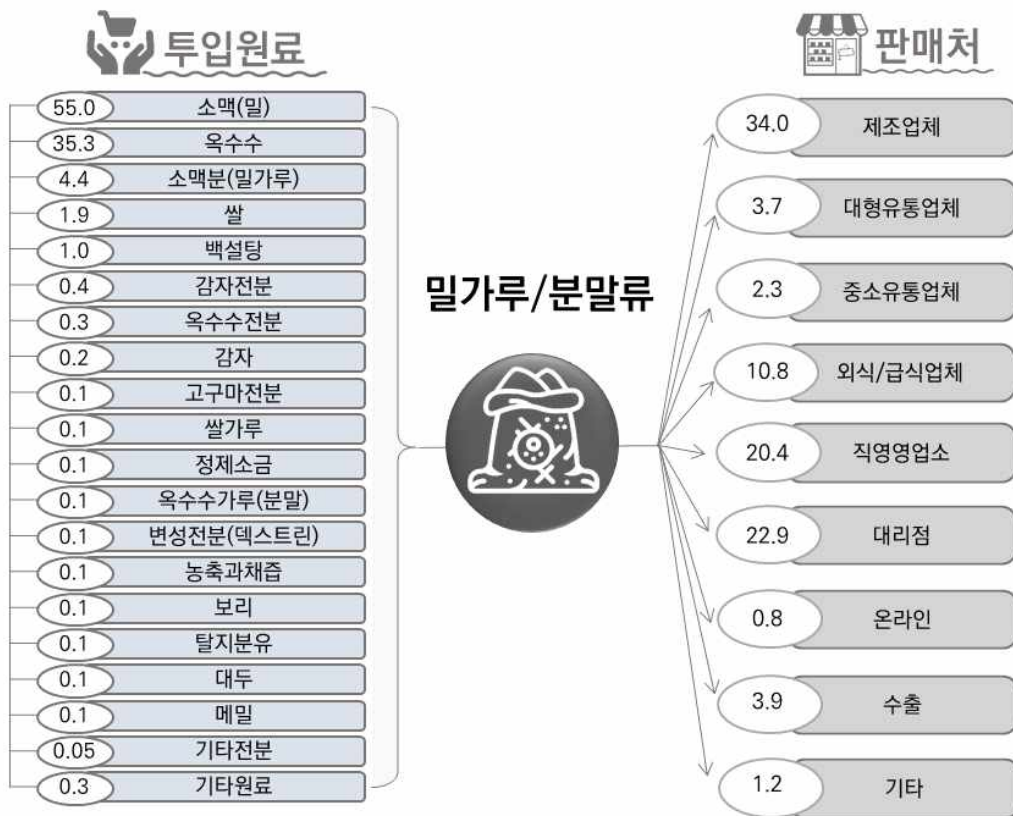 투입원료
55.0 소맥(밀)
35.3 옥수수
4.4 소맥분(밀가루)
1.9 쌀
1.0 백설탕
0.4 감자전분
0.3 옥수수전분
0.2 감자
0.1 고구마전분
0.1 쌀가루
0.1 정제소금
0.1 옥수수가루(분말)
0.1 변성전분(덱스트린)
0.1 농축과채즙
0.1 보리
0.1 탈지분유
0.1 대두
0.1 메밀
0.05 기타전분
0.3 기타원료
밀가루/분말류
판매처
34.0 제조업체
3.7 대형유통업체
2.3 중소유통업체
10.8 외식/급식업체
20.4 직영영업소
22.9 대리점
0.8 온라인
3.9 수출
1.2 기타